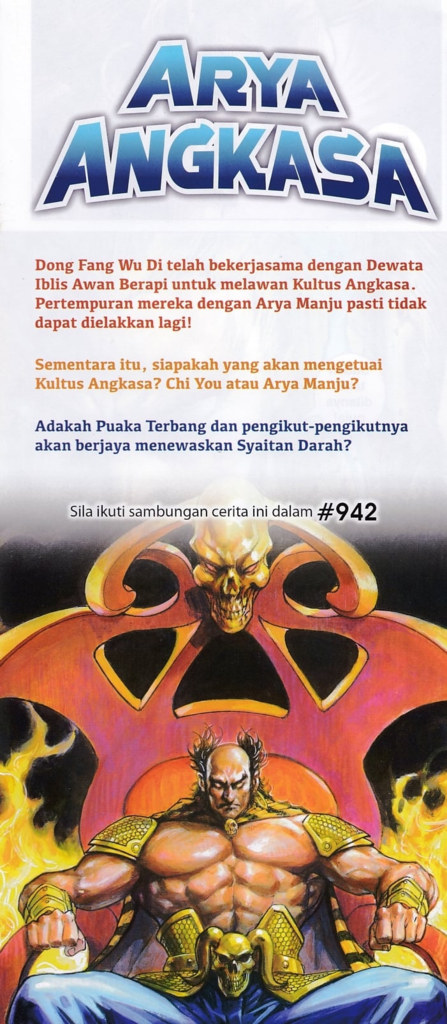 ARYA
ANGKASA
Dong Fang Wu Di telah bekerjasama dengan Dewata
Iblis Awan Berapi untuk melawan Kultus Angkasa.
Pertempuran mereka dengan Arya Manju pasti tidak
dapat dielakkan lagi!
Sementara itu, siapakah yang akan mengetuai
Kultus Angkasa? Chi You atau Arya Manju?
Adakah Puaka Terbang dan pengikut-pengikutnya
akan berjaya menewaskan Syaitan Darah?
Sila ikuti sambungan cerita ini dalam #942